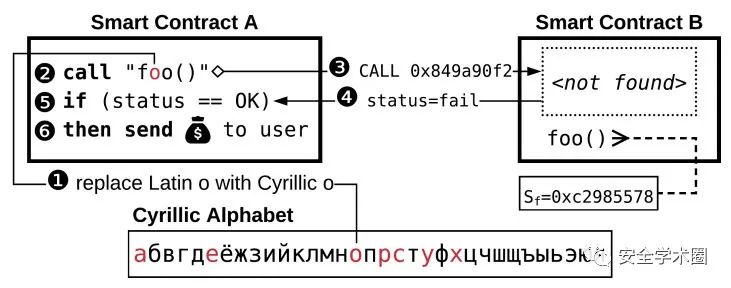 Smart Contract A
Smart Contract B
❷ call "foo()"
❸ CALL 0x849a90f2
<not found>
❺ if (status == OK)
❹ status=fail
❻ then send $ to user
foo()
❶ replace Latin o with Cyrillic о
Sf=0xc2985578
Cyrillic Alphabet
абвгдеёжзийклмнопрстуфхцчшщъыьэю
安全学术圈